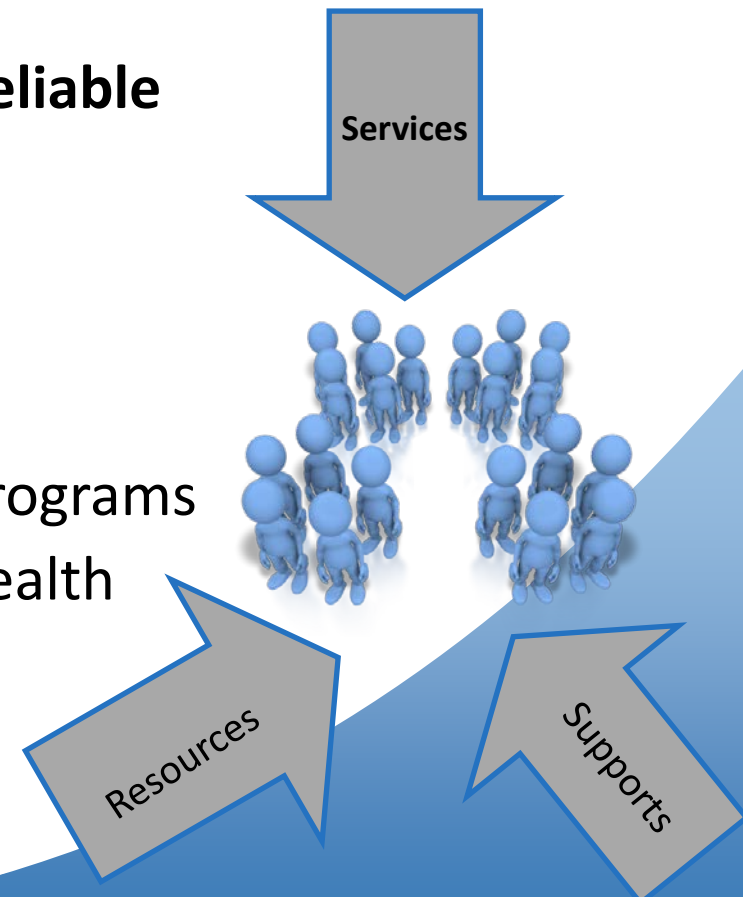 eliable
Services
rograms
ealth
Resources
Supports